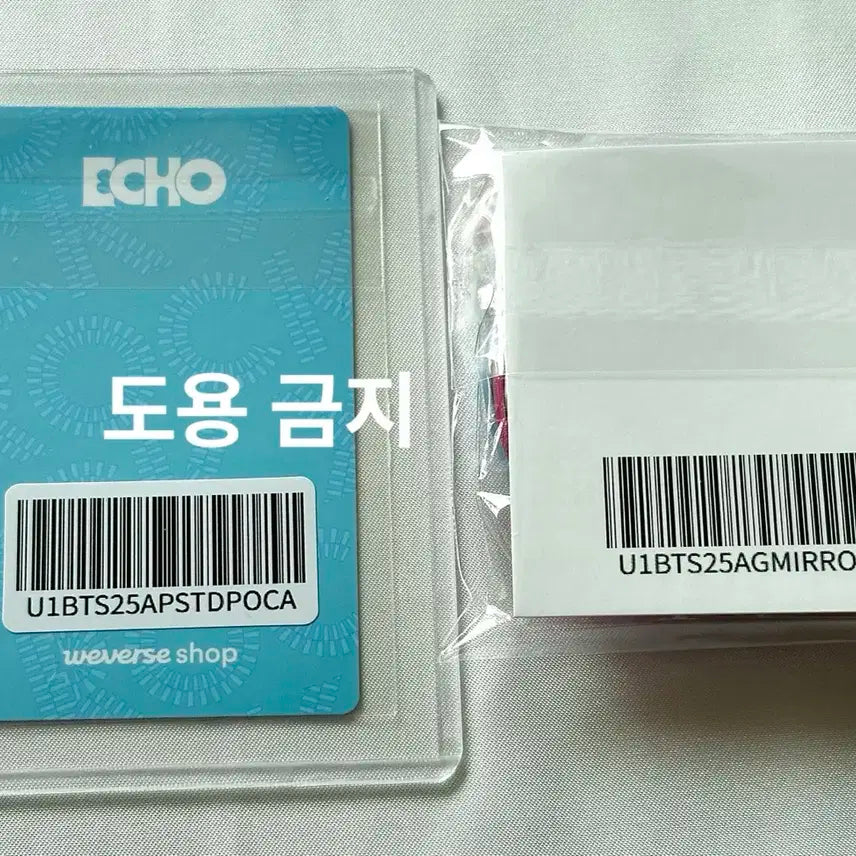 ECHO
도용 금지
U1BTS25APSTDPOCA
weverse shop
U1BTS25AGMIRRO